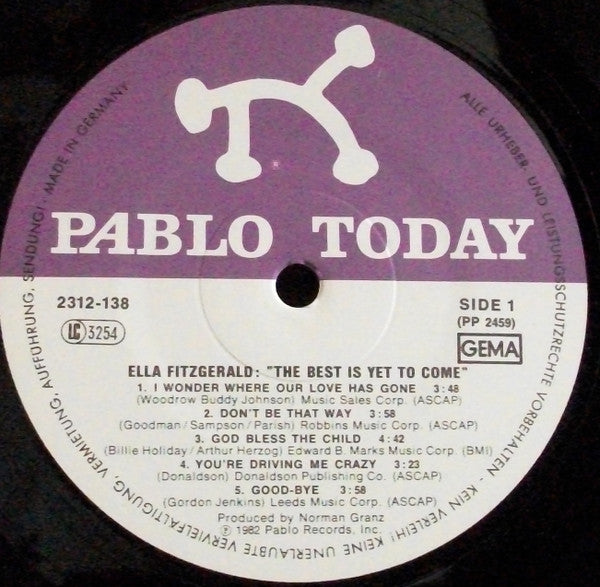 PABLO TODAY
2312-138
SIDE 1
LC 3254
(PP 2459)
GEMA
ELLA FITZGERALD: "THE BEST IS YET TO COME"
1. I WONDER WHERE OUR LOVE HAS GONE 3:48
(Woodrow Buddy Johnson) Music Sales Corp. (ASCAP)
2. DON'T BE THAT WAY 3:58
(Goodman/Sampson/Parish) Robbins Music Corp. (ASCAP)
3. GOD BLESS THE CHILD 4:42
(Billie Holiday/Arthur Herzog) Edward B. Marks Music Corp. (BMI)
4. YOU'RE DRIVING ME CRAZY 3:23
(Donaldson) Donaldson Publishing Co. (ASCAP)
5. GOOD-BYE 3:58
(Gordon Jenkins) Leeds Music Corp. (ASCAP)
Produced by Norman Granz
℗ 1982 Pablo Records, Inc.
ALLE URHEBER- UND LEISTUNGSSCHUTZRECHTE VORBEHALTEN - KEIN VERLEIH! KEINE UNERLAUBTE VERVIELFÄLTIGUNG, VERMIETUNG, AUFFÜHRUNG, SENDUNG! · MADE IN GERMANY